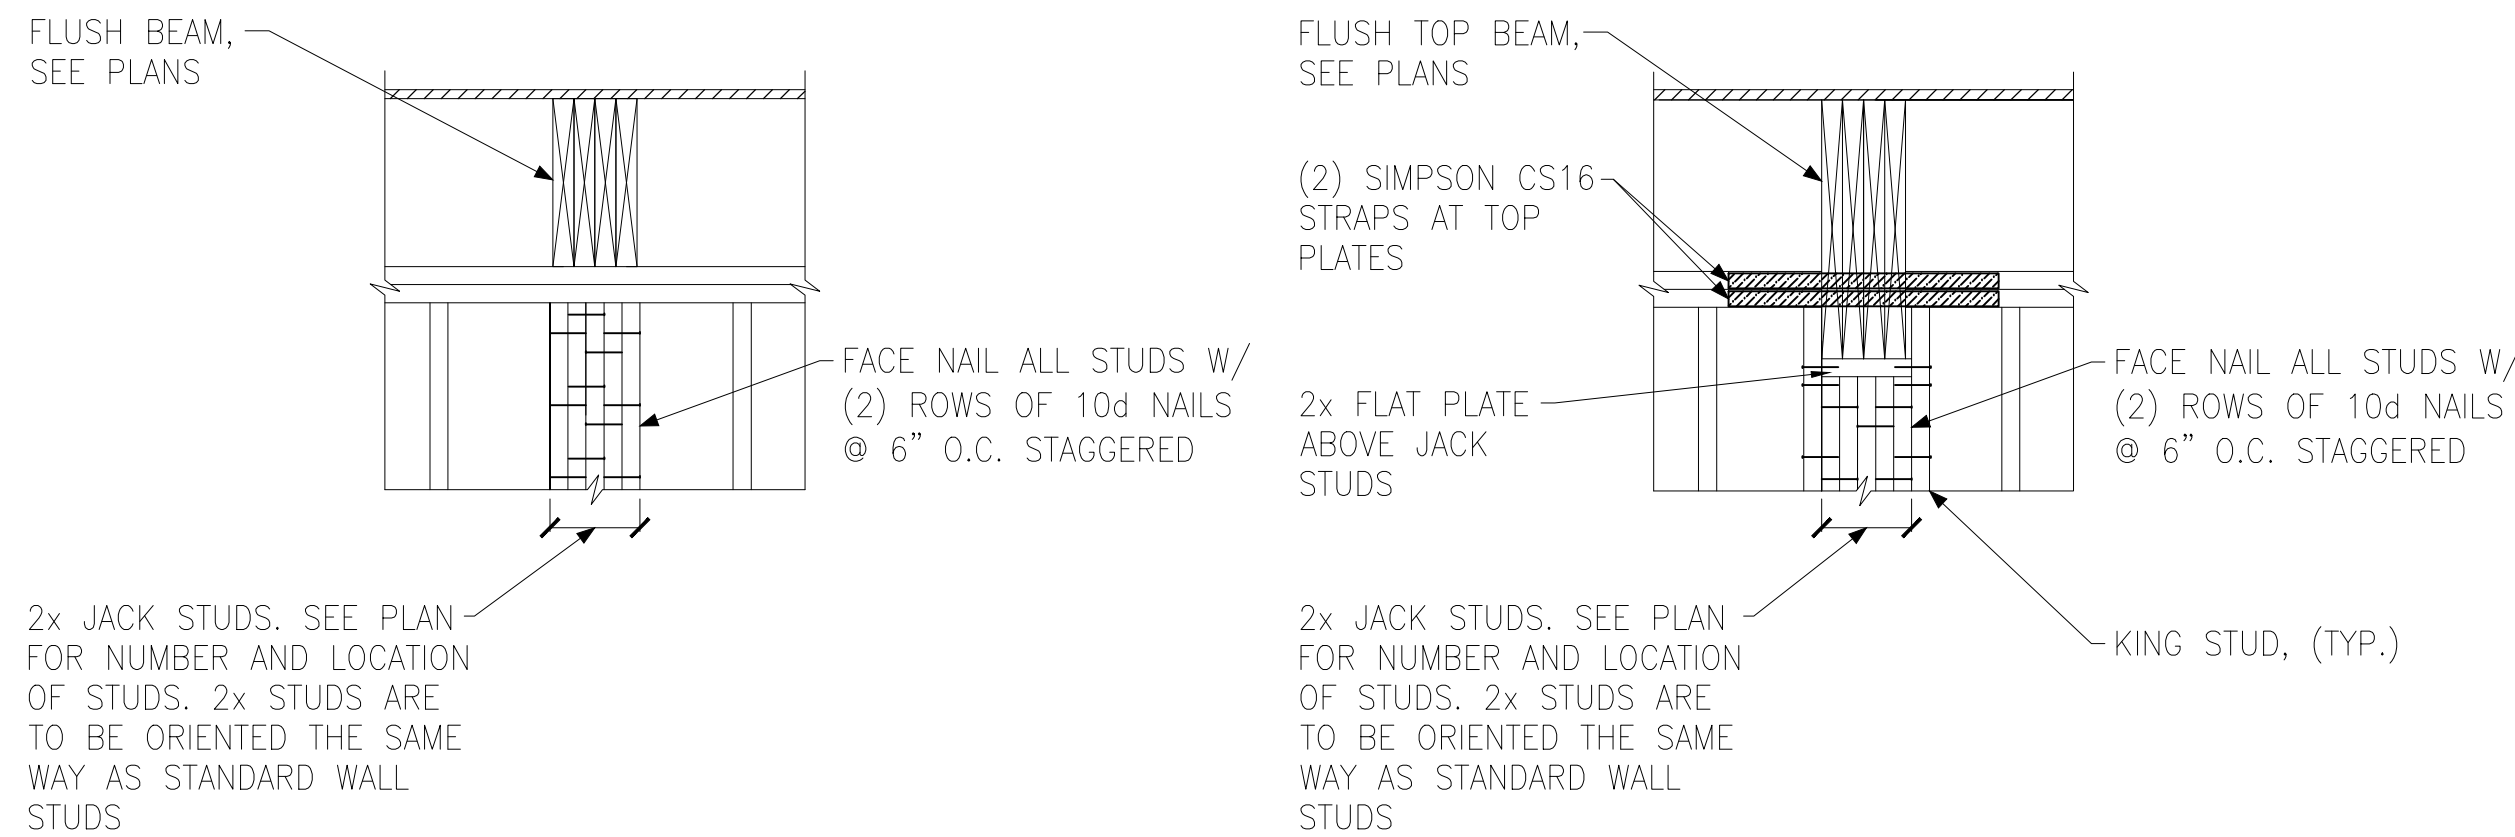 FLUSH BEAM,
SEE PLANS
FACE NAIL ALL STUDS W/
(2) ROWS OF 10d NAILS
@ 6" O.C. STAGGERED
2x JACK STUDS. SEE PLAN
FOR NUMBER AND LOCATION
OF STUDS. 2x STUDS ARE
TO BE ORIENTED THE SAME
WAY AS STANDARD WALL
STUDS
FLUSH TOP BEAM,
SEE PLANS
(2) SIMPSON CS16
STRAPS AT TOP
PLATES
2x FLAT PLATE
ABOVE JACK
STUDS
FACE NAIL ALL STUDS W/
(2) ROWS OF 10d NAILS
@ 6" O.C. STAGGERED
2x JACK STUDS. SEE PLAN
FOR NUMBER AND LOCATION
OF STUDS. 2x STUDS ARE
TO BE ORIENTED THE SAME
WAY AS STANDARD WALL
STUDS
KING STUD, (TYP.)